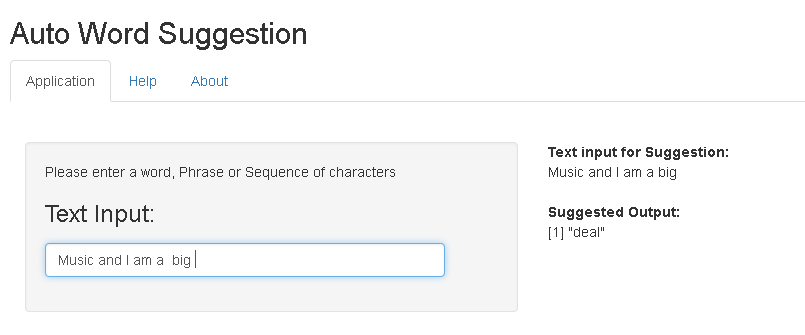 Auto Word Suggestion
Application Help About
Please enter a word, Phrase or Sequence of characters
Text Input:
Music and I am a  big
Text input for Suggestion:
Music and I am a big
Suggested Output:
[1] "deal"